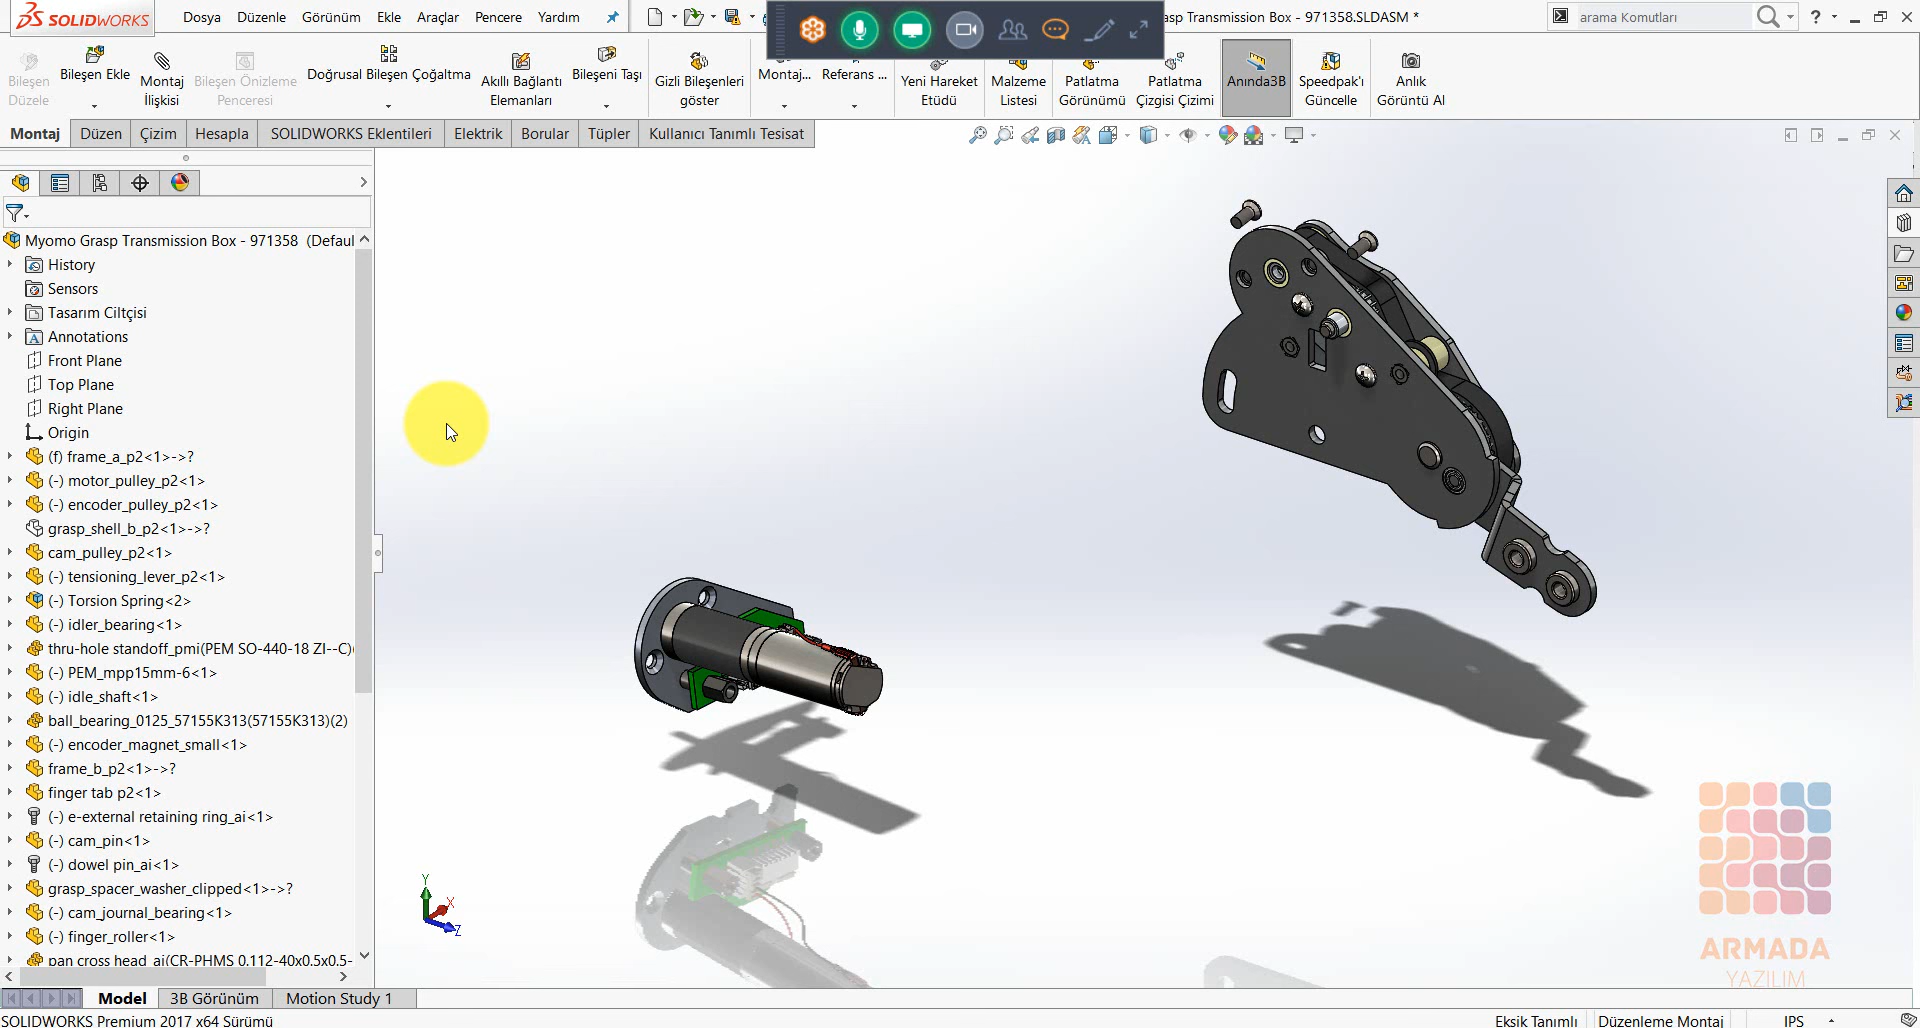 SOLIDWORKS
Dosya Düzenle Görünüm Ekle Araçlar Pencere Yardım
asp Transmission Box - 971358.SLDASM *
arama Komutları
Bileşen Düzele
Bileşen Ekle
Montaj İlişkisi
Bileşen Önizleme Penceresi
Doğrusal Bileşen Çoğaltma
Akıllı Bağlantı Elemanları
Bileşeni Taşı
Gizli Bileşenleri göster
Montaj...
Referans ...
Yeni Hareket Etüdü
Malzeme Listesi
Patlatma Görünümü
Patlatma Çizgisi Çizimi
Anında3B
Speedpak'ı Güncelle
Anlık Görüntü Al
Montaj Düzen Çizim Hesapla SOLIDWORKS Eklentileri Elektrik Borular Tüpler Kullanıcı Tanımlı Tesisat
Myomo Grasp Transmission Box - 971358 (Defaul
History
Sensors
Tasarım Ciltçisi
Annotations
Front Plane
Top Plane
Right Plane
Origin
(f) frame_a_p2<1>->?
(-) motor_pulley_p2<1>
(-) encoder_pulley_p2<1>
grasp_shell_b_p2<1>->?
cam_pulley_p2<1>
(-) tensioning_lever_p2<1>
(-) Torsion Spring<2>
(-) idler_bearing<1>
thru-hole standoff_pmi(PEM SO-440-18 ZI--C)
(-) PEM_mpp15mm-6<1>
(-) idle_shaft<1>
ball_bearing_0125_57155K313(57155K313)(2)
(-) encoder_magnet_small<1>
frame_b_p2<1>->?
finger tab p2<1>
(-) e-external retaining ring_ai<1>
(-) cam_pin<1>
(-) dowel pin_ai<1>
grasp_spacer_washer_clipped<1>->?
(-) cam_journal_bearing<1>
(-) finger_roller<1>
pan cross head_ai(CR-PHMS 0.112-40x0.5x0.5-
Y
X
Z
ARMADA
YAZILIM
Model 3B Görünüm Motion Study 1
SOLIDWORKS Premium 2017 x64 Sürümü
Eksik Tanımlı Düzenleme Montaj IPS